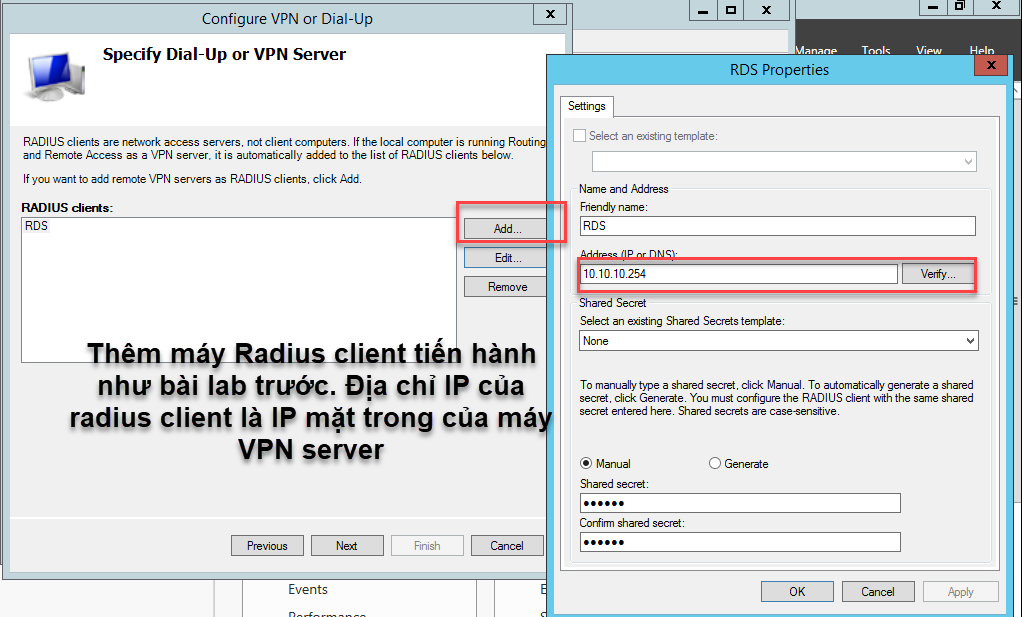 Configure VPN or Dial-Up
Specify Dial-Up or VPN Server
RADIUS clients are network access servers, not client computers. If the local computer is running Routing
and Remote Access as a VPN server, it is automatically added to the list of RADIUS clients below.
If you want to add remote VPN servers as RADIUS clients, click Add.
RADIUS clients:
RDS
Add...
Edit...
Remove
Thêm máy Radius client tiến hành
như bài lab trước. Địa chỉ IP của
radius client là IP mặt trong của máy
VPN server
Previous
Next
Finish
Cancel
Events
Performance
Manage Tools View Help
RDS Properties
Settings
Select an existing template:
Name and Address
Friendly name:
RDS
Address (IP or DNS):
10.10.10.254
Verify...
Shared Secret
Select an existing Shared Secrets template:
None
To manually type a shared secret, click Manual. To automatically generate a shared
secret, click Generate. You must configure the RADIUS client with the same shared
secret entered here. Shared secrets are case-sensitive.
Manual
Generate
Shared secret:
••••••
Confirm shared secret:
••••••
OK
Cancel
Apply